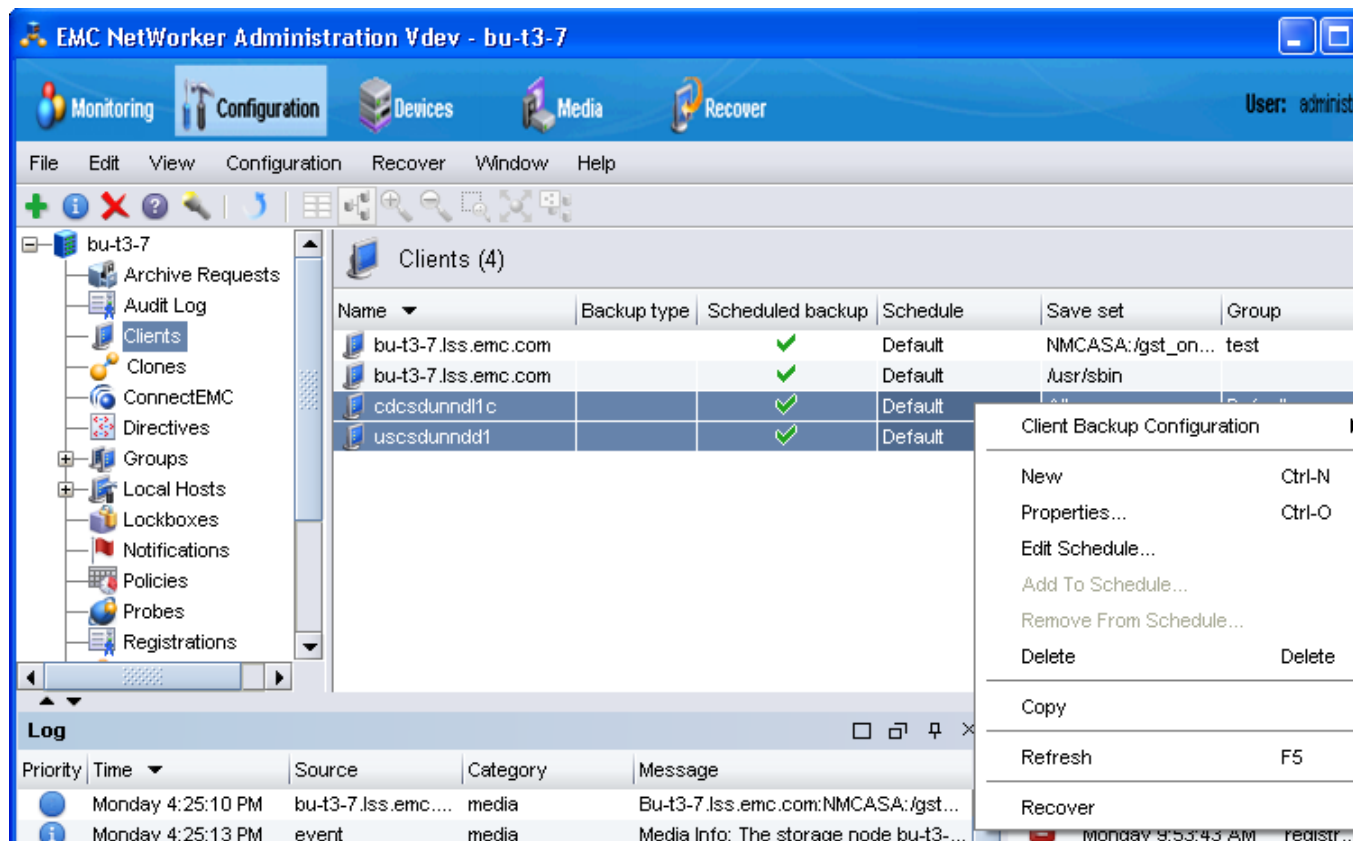 EMC NetWorker Administration Vdev - bu-t3-7
Monitoring Configuration Devices Media Recover User: administ
File Edit View Configuration Recover Window Help
bu-t3-7
Archive Requests
Audit Log
Clients
Clones
ConnectEMC
Directives
Groups
Local Hosts
Lockboxes
Notifications
Policies
Probes
Registrations
Clients (4)
Name Backup type Scheduled backup Schedule Save set Group
bu-t3-7.lss.emc.com Default NMCASA:/gst_on... test
bu-t3-7.lss.emc.com Default /usr/sbin
cdcsdunndl1c Default
uscsdunndd1 Default
Client Backup Configuration
New Ctrl-N
Properties... Ctrl-O
Edit Schedule...
Add To Schedule...
Remove From Schedule...
Delete Delete
Copy
Refresh F5
Recover
Log
Priority Time Source Category Message
Monday 4:25:10 PM bu-t3-7.lss.emc.... media Bu-t3-7.lss.emc.com:NMCASA:/gst...
Monday 4:25:13 PM event media Media Info: The storage node bu-t3-... Monday 9:53:43 AM registr...